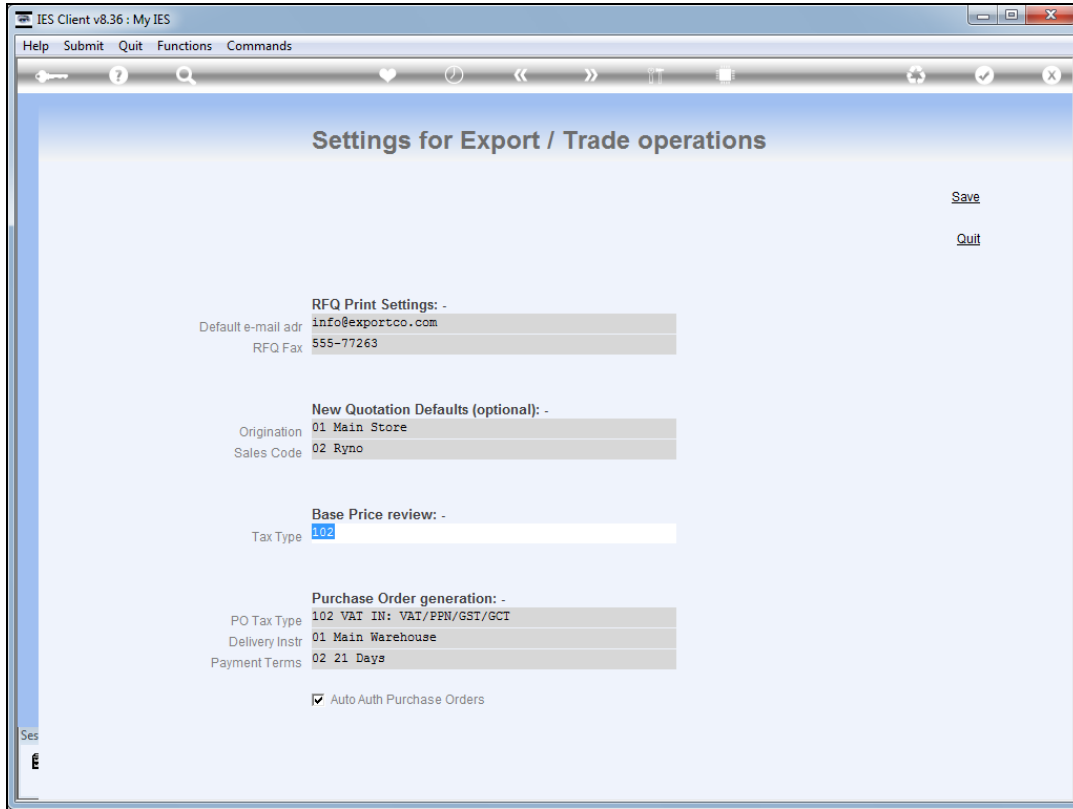 IES Client v8.36 : My IES
Help Submit Quit Functions Commands
Settings for Export / Trade operations
Save
Quit
RFQ Print Settings: -
Default e-mail adr info@exportco.com
RFQ Fax 555-77263
New Quotation Defaults (optional): -
Origination 01 Main Store
Sales Code 02 Ryno
Base Price review: -
Tax Type 102
Purchase Order generation: -
PO Tax Type 102 VAT IN: VAT/PPN/GST/GCT
Delivery Instr 01 Main Warehouse
Payment Terms 02 21 Days
Auto Auth Purchase Orders
Ses